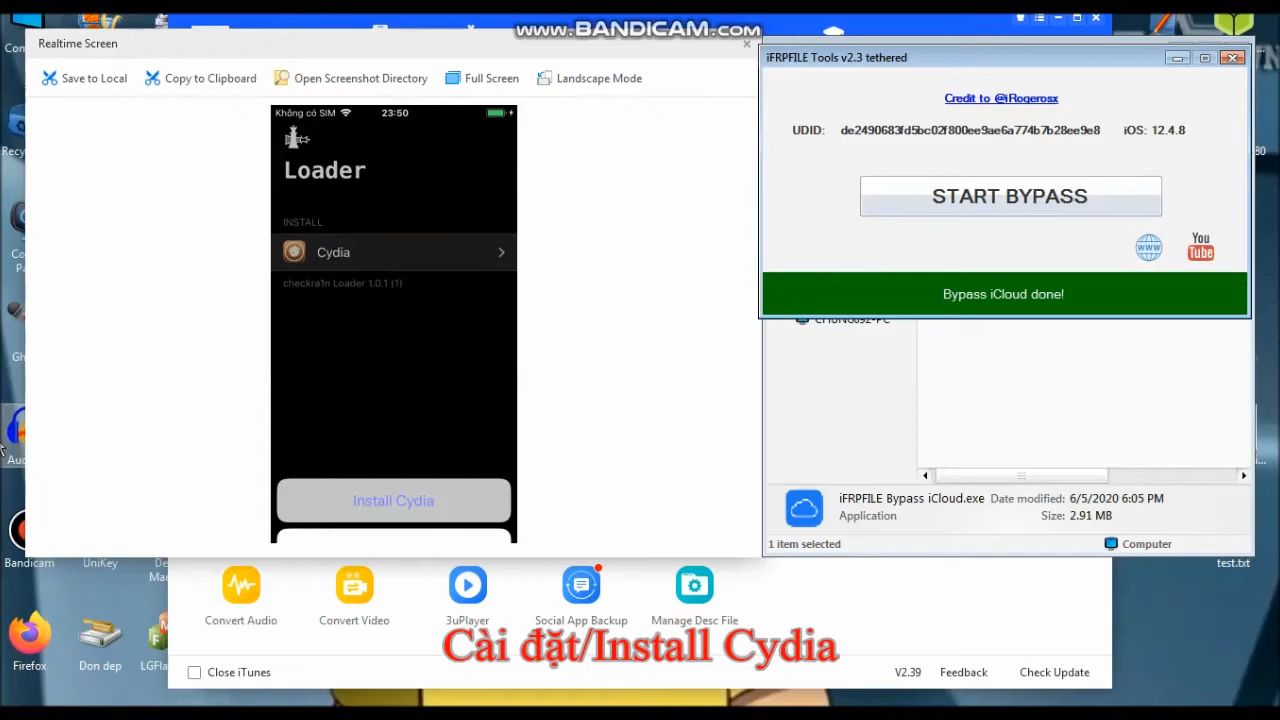 www.BANDICAM.com
Realtime Screen
Save to Local
Copy to Clipboard
Open Screenshot Directory
Full Screen
Landscape Mode
Không có SIM
23:50
Loader
INSTALL
Cydia
checkra1n Loader 1.0.1 (1)
Install Cydia
iFRPFILE Tools v2.3 tethered
Credit to @iRogerosx
UDID: de2490683fd5bc02f800ee9ae6a774b7b28ee9e8 iOS: 12.4.8
START BYPASS
www
You
Tube
Bypass iCloud done!
CHUNG092-PC
iFRPFILE Bypass iCloud.exe Date modified: 6/5/2020 6:05 PM
Application Size: 2.91 MB
1 item selected
Computer
test.txt
Bandicam
UniKey
Convert Audio
Convert Video
3uPlayer
Social App Backup
Manage Desc File
Cài đặt/Install Cydia
Firefox
Don dep
LGFla
Close iTunes
V2.39
Feedback
Check Update